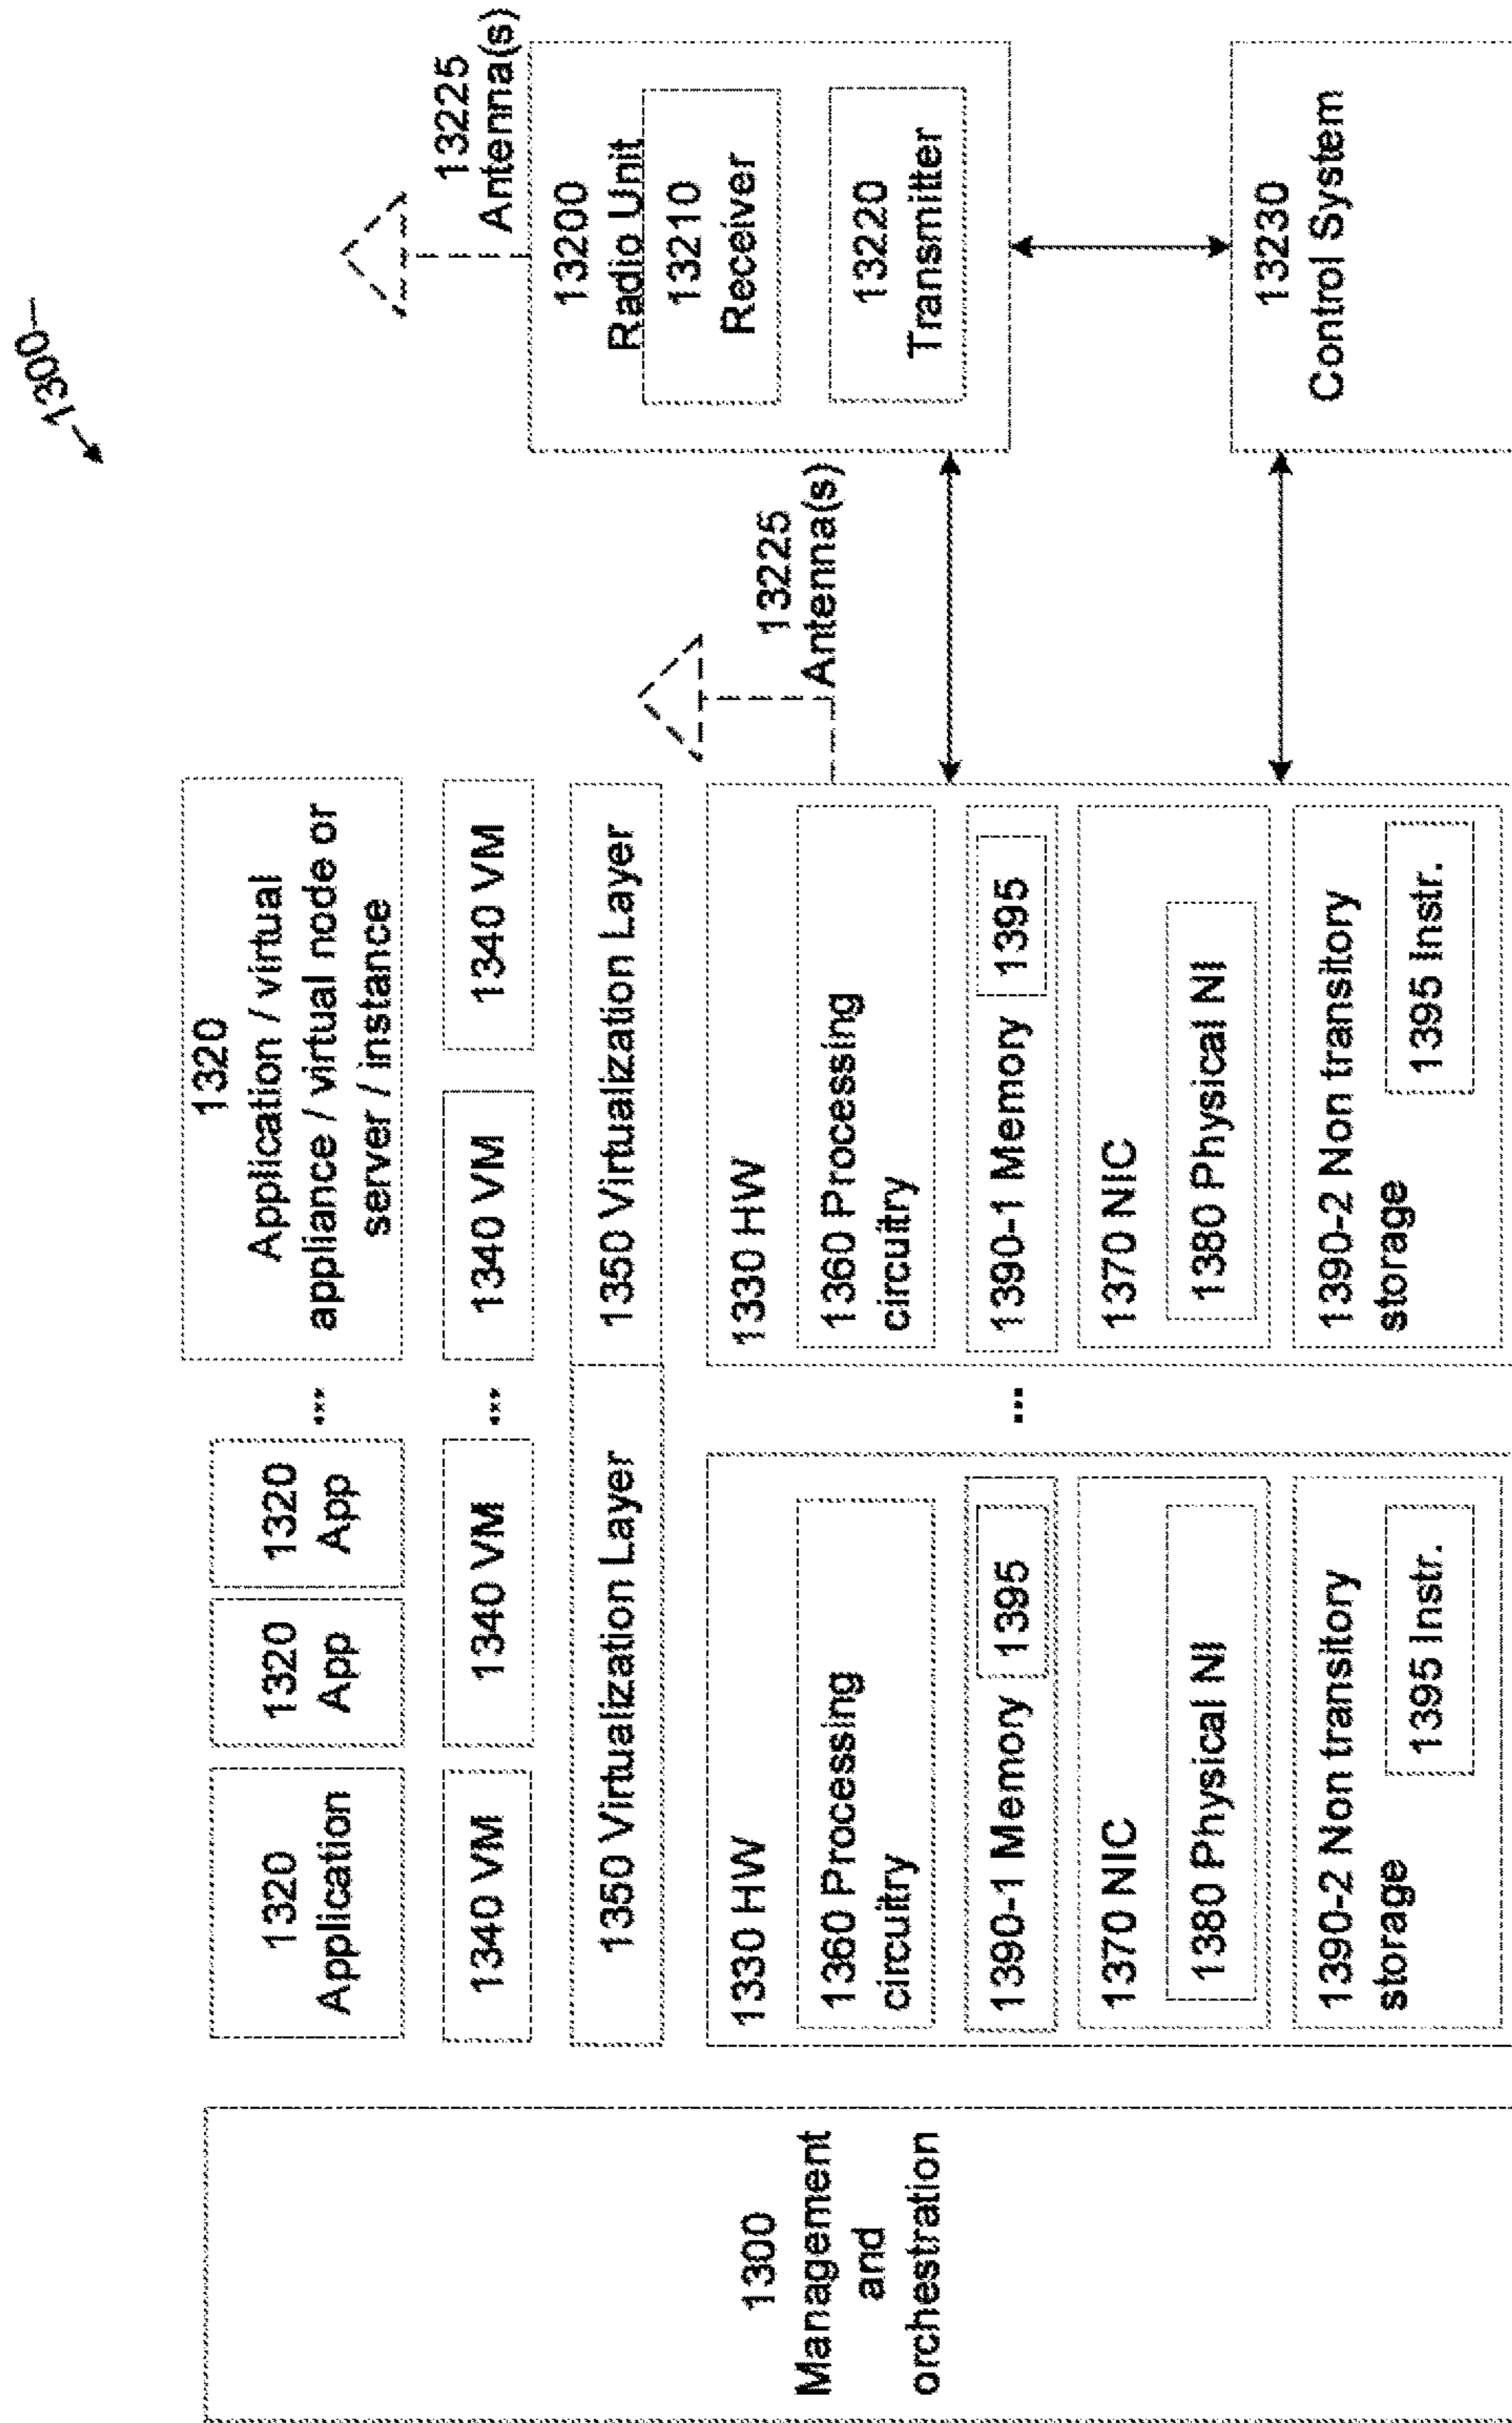 1300
1300
Management
and
orchestration
1320
Application
1320
App
1320
App
...
1320
Application / virtual
appliance / virtual node or
server / instance
1340 VM
1340 VM
...
1340 VM
1340 VM
1350 Virtualization Layer
1350 Virtualization Layer
1330 HW
1360 Processing
circuitry
1390-1 Memory
1395
1370 NIC
1380 Physical NI
1390-2 Non transitory
storage
1395 Instr.
...
1330 HW
1360 Processing
circuitry
1390-1 Memory
1395
1370 NIC
1380 Physical NI
1390-2 Non transitory
storage
1395 Instr.
13225
Antenna(s)
13225
Antenna(s)
13200
Radio Unit
13210
Receiver
13220
Transmitter
13230
Control System